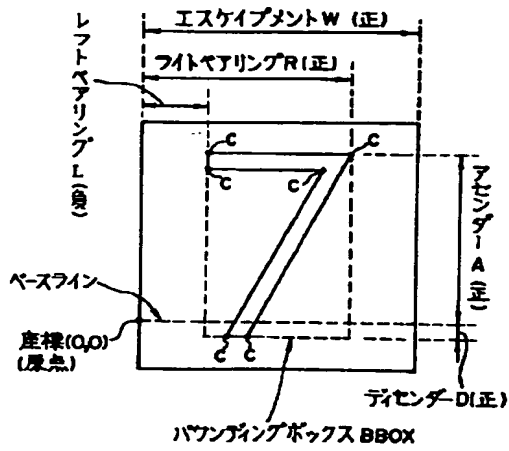 エスケイプメントW (正)
ライトベアリングR(正)
レフトベアリングL(負)
C
C
C
C
アセンダーA(正)
ベースライン
座標(0,0)
(原点)
C
C
ディセンダーD(正)
バウンディングボックスBBOX